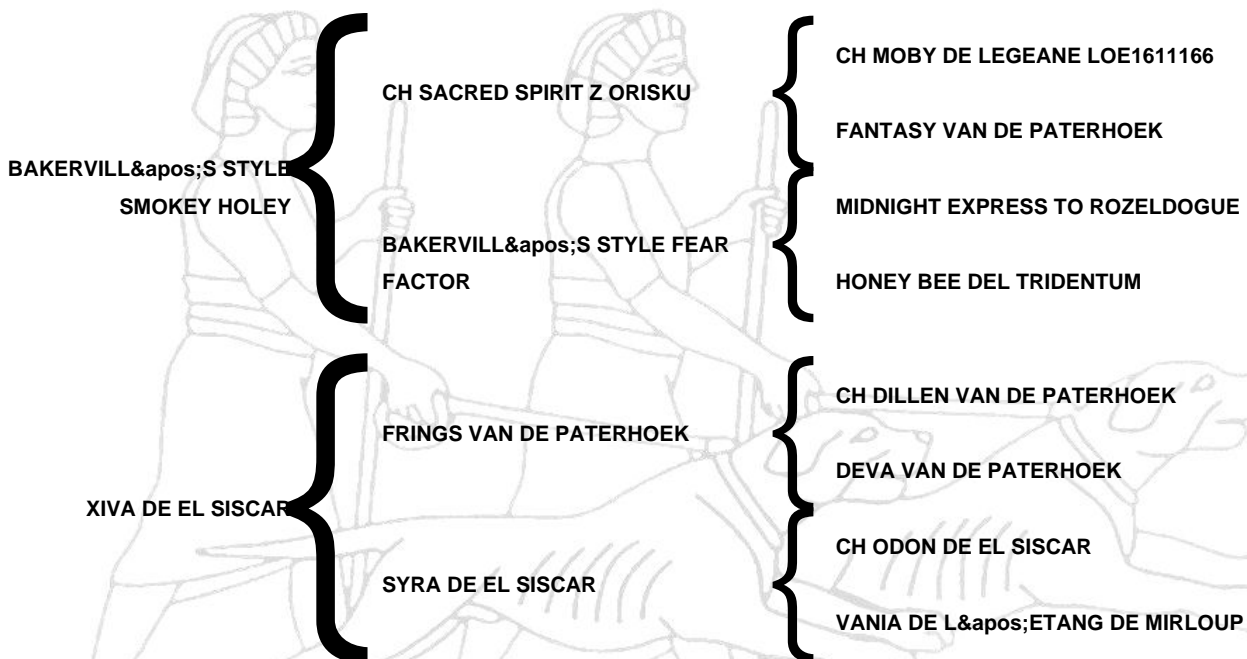 CH MOBY DE LEGEANE LOE1611166
CH SACRED SPIRIT Z ORISKU
FANTASY VAN DE PATERHOEK
BAKERVILL&apos;S STYLE
SMOKEY HOLEY
MIDNIGHT EXPRESS TO ROZELDOGUE
BAKERVILL&apos;S STYLE FEAR
FACTOR
HONEY BEE DEL TRIDENTUM
CH DILLEN VAN DE PATERHOEK
FRINGS VAN DE PATERHOEK
DEVA VAN DE PATERHOEK
XIVA DE EL SISCAR
CH ODON DE EL SISCAR
SYRA DE EL SISCAR
VANIA DE L&apos;ETANG DE MIRLOUP